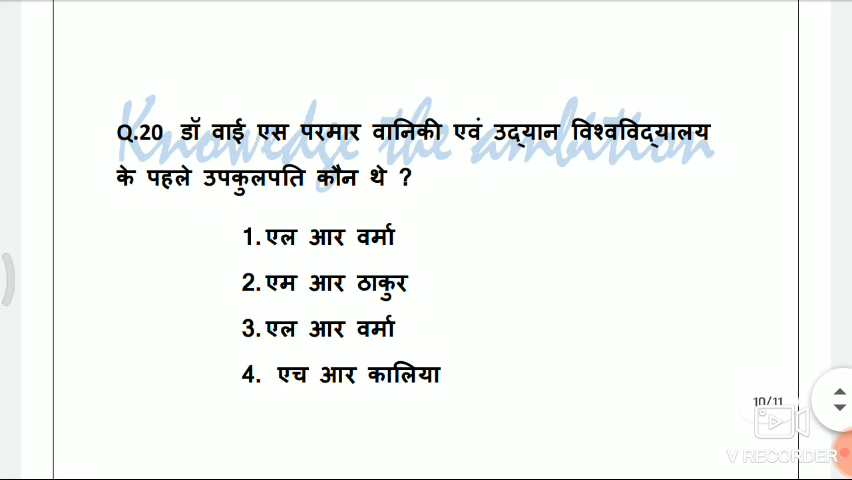 Knowedge the ambition
Q.20 डॉ वाई एस परमार वानिकी एवं उद्यान विश्वविद्यालय
के पहले उपकुलपति कौन थे ?
1. एल आर वर्मा
2. एम आर ठाकुर
3. एल आर वर्मा
4. एच आर कालिया
10/11
V RECORDER